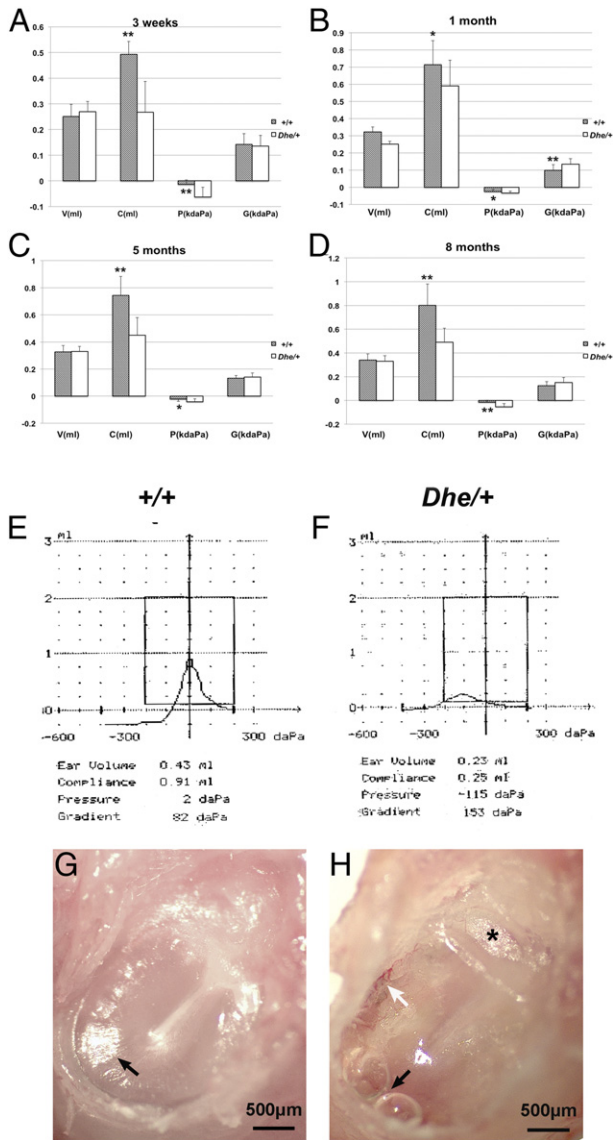 A
3 weeks
0.6
0.5
0.4
0.3
0.2
0.1
0
-0.1
**
**
V(ml) C(ml) P(kdaPa) G(kdaPa)
+/+
Dhe/+
B
1 month
0.9
0.8
0.7
0.6
0.5
0.4
0.3
0.2
0.1
0
-0.1
*
*
**
V(ml) C(ml) P(kdaPa) G(kdaPa)
+/+
Dhe/+
C
5 months
1
0.8
0.6
0.4
0.2
0
-0.2
**
*
V(ml) C(ml) P(kdaPa) G(kdaPa)
+/+
Dhe/+
D
8 months
1.2
1
0.8
0.6
0.4
0.2
0
-0.2
**
**
V(ml) C(ml) P(kdaPa) G(kdaPa)
+/+
Dhe/+
+/+
Dhe/+
E
ml
3
2
1
0
-600 -300 0 300 daPa
Ear Volume 0.43 ml
Compliance 0.91 ml
Pressure 2 daPa
Gradient 82 daPa
F
ml
3
2
1
0
-600 -300 0 300 daPa
Ear Volume 0.23 ml
Compliance 0.25 ml
Pressure -115 daPa
Gradient 153 daPa
G
500µm
H
*
500µm